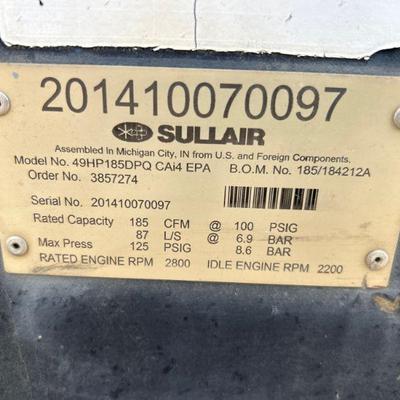 201410070097
SULLAIR
Assembled In Michigan City, IN from U.S. and Foreign Components.
Model No. 49HP185DPQ CAi4 EPA B.O.M. No. 185/184212A
Order No. 3857274
Serial No. 201410070097
Rated Capacity 185 CFM @ 100 PSIG
87 L/S @ 6.9 BAR
Max Press 125 PSIG 8.6 BAR
RATED ENGINE RPM 2800 IDLE ENGINE RPM 2200